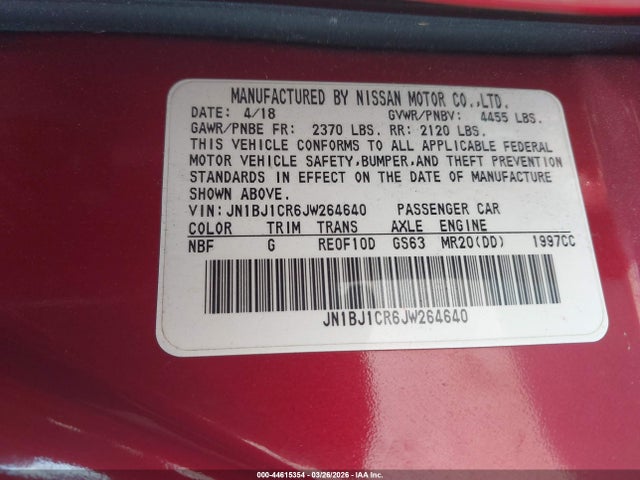 MANUFACTURED BY NISSAN MOTOR CO.,LTD.
DATE: 4/18 GVWR/PNBV: 4455 LBS.
GAWR/PNBE FR: 2370 LBS. RR: 2120 LBS.
THIS VEHICLE CONFORMS TO ALL APPLICABLE FEDERAL
MOTOR VEHICLE SAFETY,BUMPER,AND THEFT PREVENTION
STANDARDS IN EFFECT ON THE DATE OF MANUFACTURE
SHOWN ABOVE.
VIN:JN1BJ1CR6JW264640 PASSENGER CAR
COLOR TRIM TRANS AXLE ENGINE
NBF G RE0F10D GS63 MR20(DD) 1997CC
JN1BJ1CR6JW264640
000-44615354 | 03/26/2026 | IAA Inc.